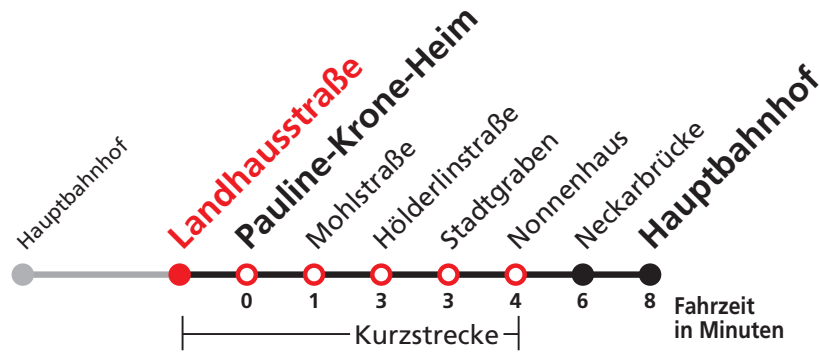 Hauptbahnhof
Landhausstraße
Pauline-Krone-Heim
Mohlstraße
Hölderlinstraße
Stadtgraben
Nonnenhaus
Neckarbrücke
Hauptbahnhof
0 1 3 3 4 6 8
Fahrzeit
in Minuten
Kurzstrecke